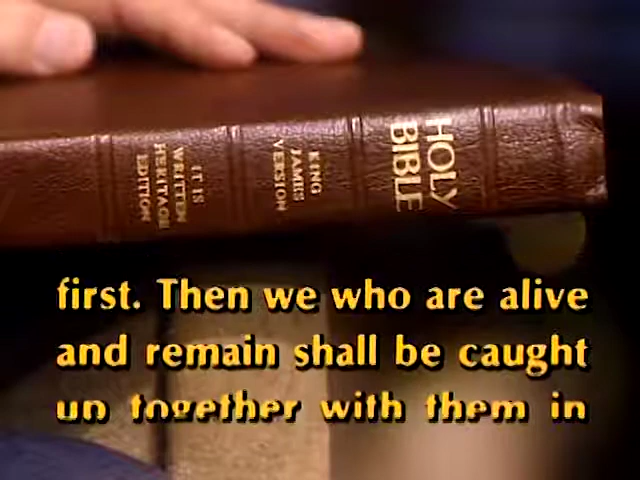 HOLY
BIBLE
KING
JAMES
VERSION
IT IS
WRITTEN
HERITAGE
EDITION
first. Then we who are alive
and remain shall be caught
up together with them in